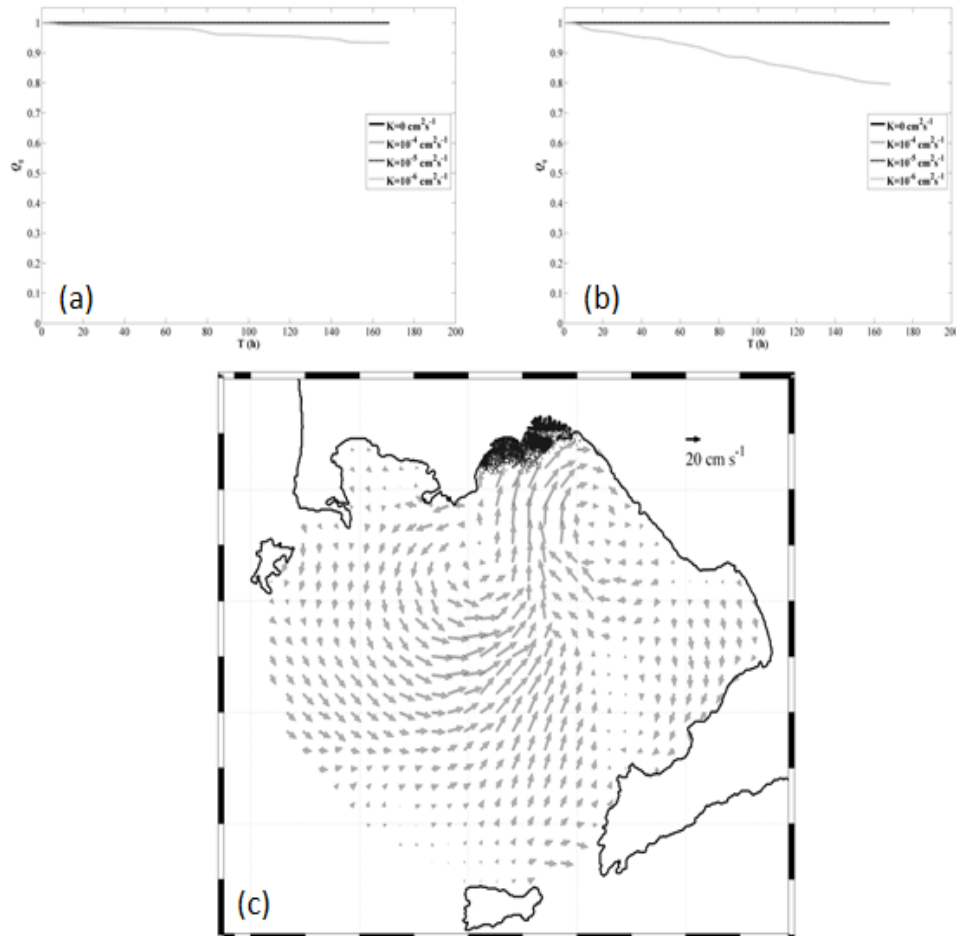 1
0.9
0.8
0.7
0.6
0.5
0.4
0.3
0.2
0.1
0
Q
K=0 cm²s⁻¹
K=10⁻⁴ cm²s⁻¹
K=10⁻⁵ cm²s⁻¹
K=10⁻⁶ cm²s⁻¹
(a)
0 20 40 60 80 100 120 140 160 180 200
T (h)
1
0.9
0.8
0.7
0.6
0.5
0.4
0.3
0.2
0.1
0
Q
K=0 cm²s⁻¹
K=10⁻⁴ cm²s⁻¹
K=10⁻⁵ cm²s⁻¹
K=10⁻⁶ cm²s⁻¹
(b)
0 20 40 60 80 100 120 140 160 180 200
T (h)
20 cm s⁻¹
(c)